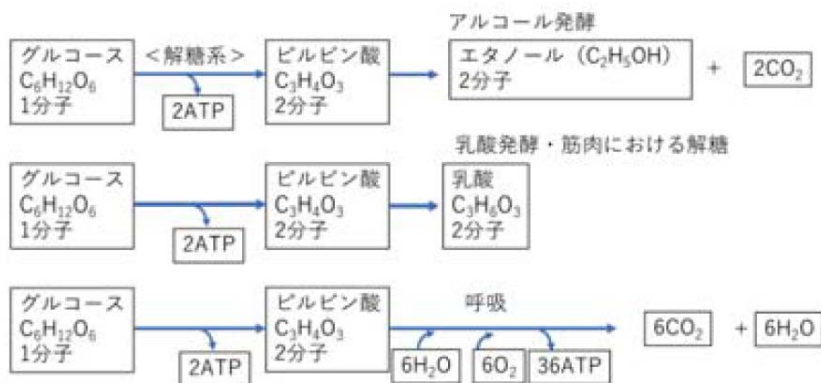 アルコール発酵
グルコース
C₆H₁₂O₆
1分子
<解糖系>
2ATP
ピルビン酸
C₃H₄O₃
2分子
エタノール（C₂H₅OH）
2分子
+
2CO₂
乳酸発酵・筋肉における解糖
グルコース
C₆H₁₂O₆
1分子
2ATP
ピルビン酸
C₃H₄O₃
2分子
乳酸
C₃H₆O₃
2分子
グルコース
C₆H₁₂O₆
1分子
2ATP
ピルビン酸
C₃H₄O₃
2分子
呼吸
6H₂O
6O₂
36ATP
6CO₂
+
6H₂O